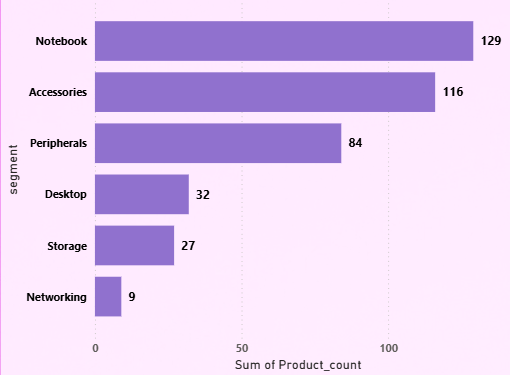 Notebook 129
Accessories 116
Peripherals 84
Desktop 32
Storage 27
Networking 9
segment
0 50 100
Sum of Product_count